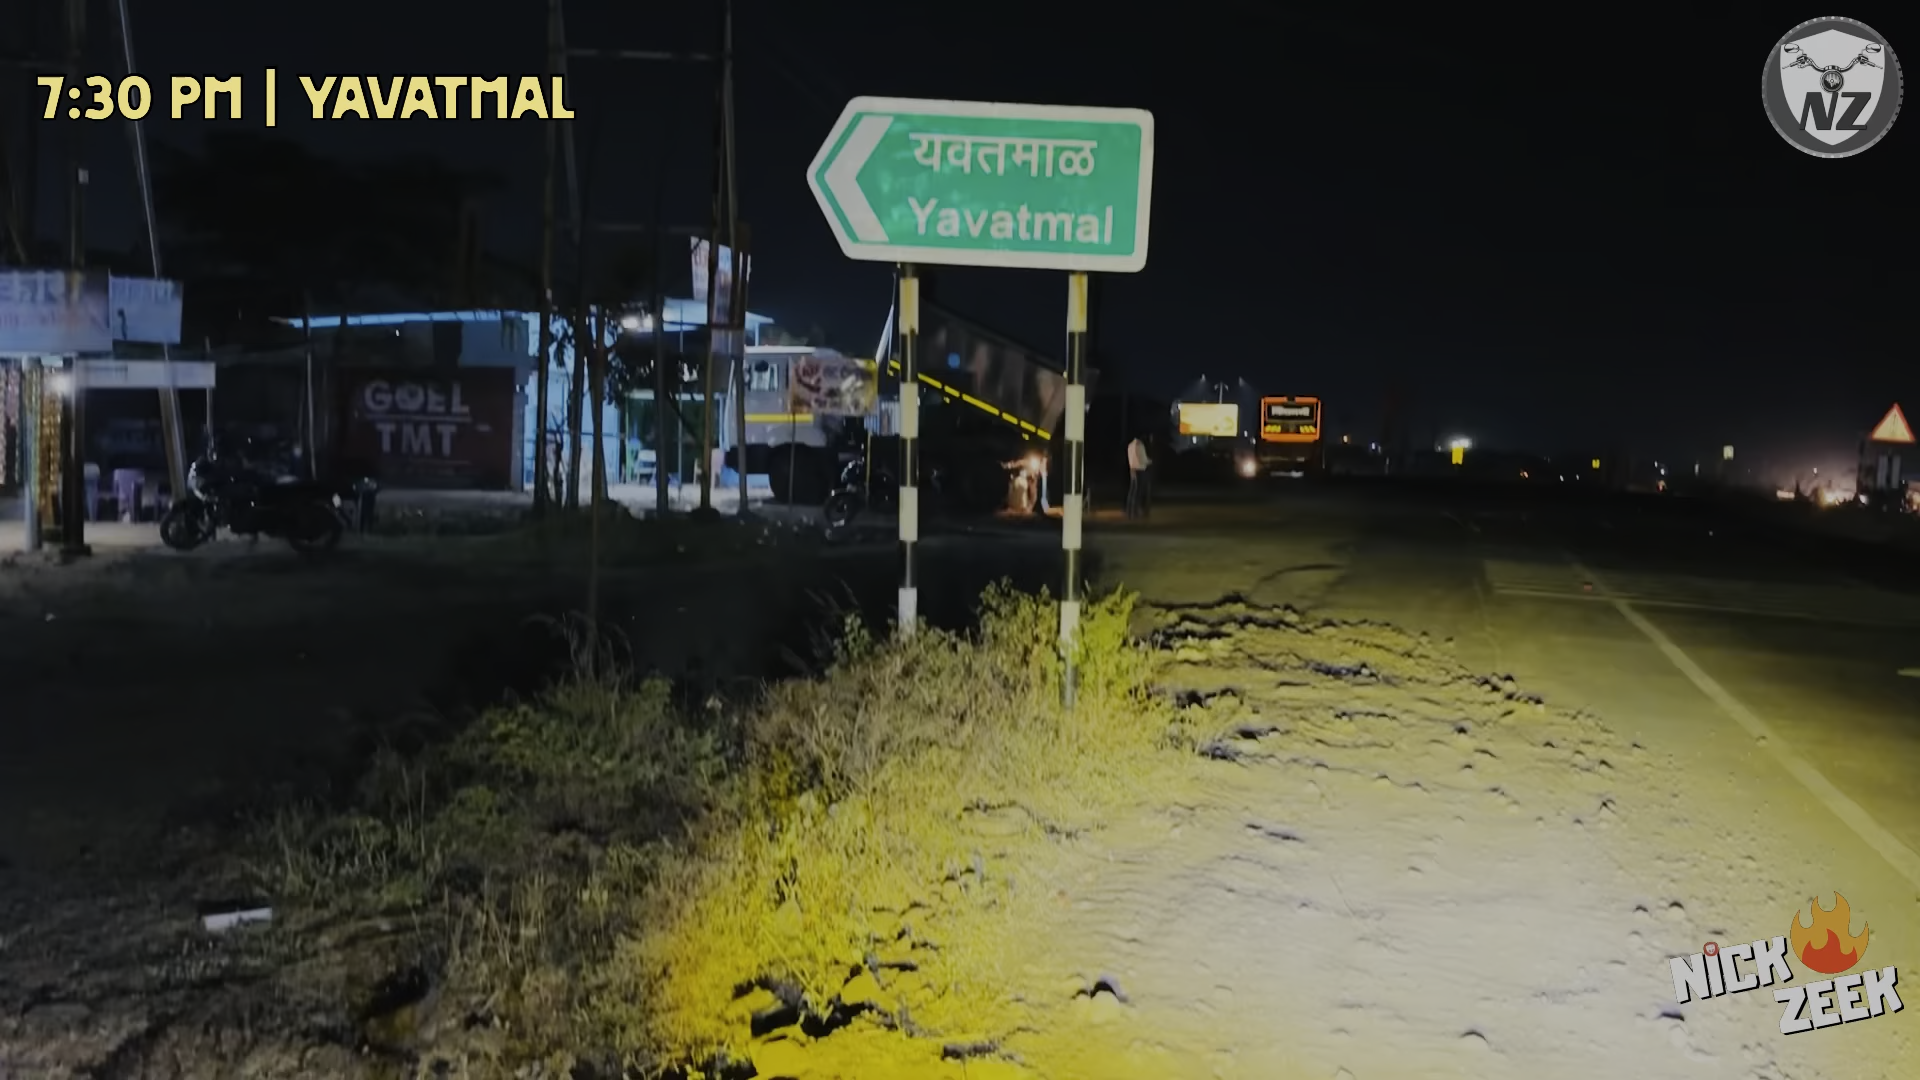 7:30 PM | YAVATMAL
NZ
यवतमाळ
Yavatmal
GOEL
TMT
NICK
ZEEK